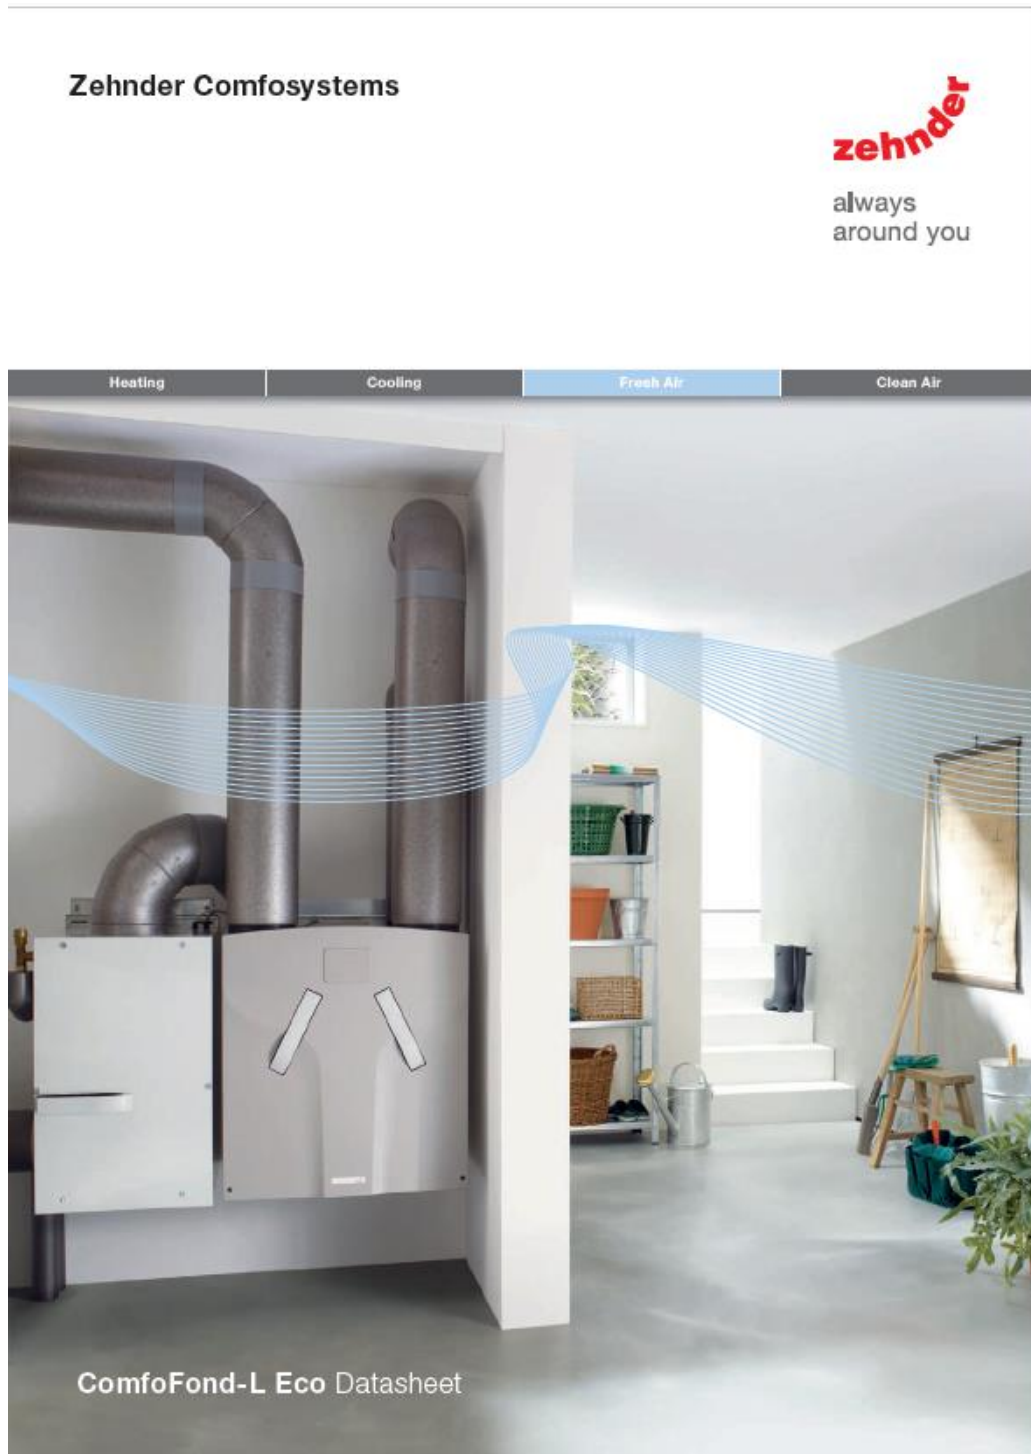 Zehnder Comfosystems
zehnder
always
around you
Heating
Cooling
Fresh Air
Clean Air
ComfoFond-L Eco Datasheet